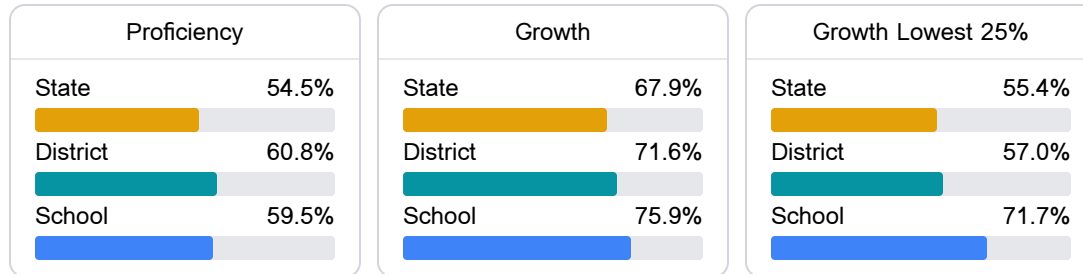 Proficiency
State 54.5%
District 60.8%
School 59.5%
Growth
State 67.9%
District 71.6%
School 75.9%
Growth Lowest 25%
State 55.4%
District 57.0%
School 71.7%